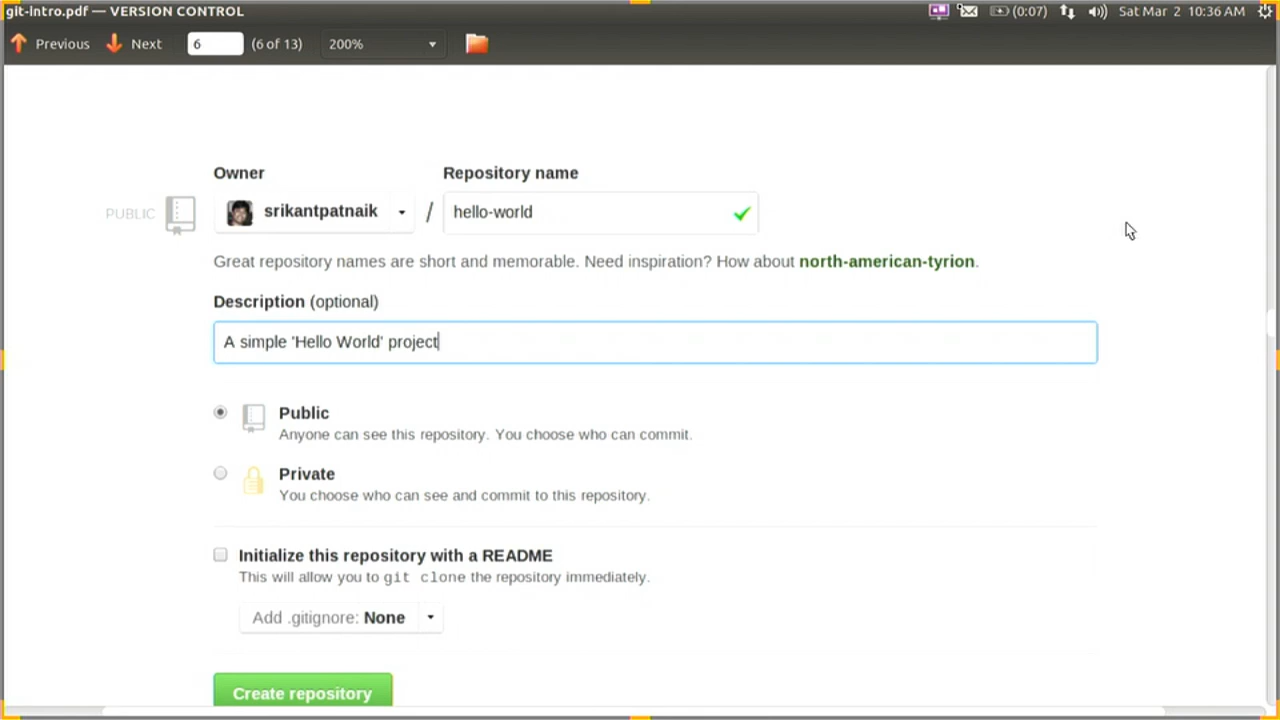 git-intro.pdf — VERSION CONTROL
(0:07) Sat Mar 2 10:36 AM
Previous Next 6 (6 of 13) 200%
Owner Repository name
PUBLIC srikantpatnaik / hello-world
Great repository names are short and memorable. Need inspiration? How about north-american-tyrion.
Description (optional)
A simple 'Hello World' project
Public
Anyone can see this repository. You choose who can commit.
Private
You choose who can see and commit to this repository.
Initialize this repository with a README
This will allow you to git clone the repository immediately.
Add .gitignore: None
Create repository